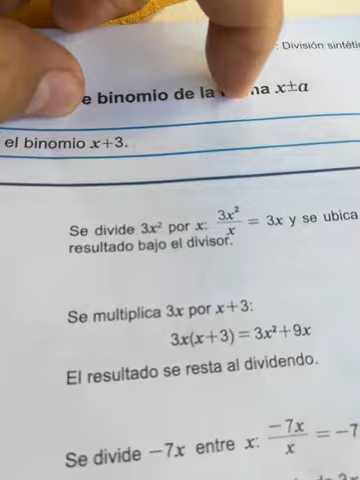 : División sintéti
e binomio de la x±a
el binomio x+3.
Se divide 3x² por x: 3x²/x = 3x y se ubica
resultado bajo el divisor.
Se multiplica 3x por x+3:
3x(x+3)=3x²+9x
El resultado se resta al dividendo.
Se divide −7x entre x: −7x/x = −7